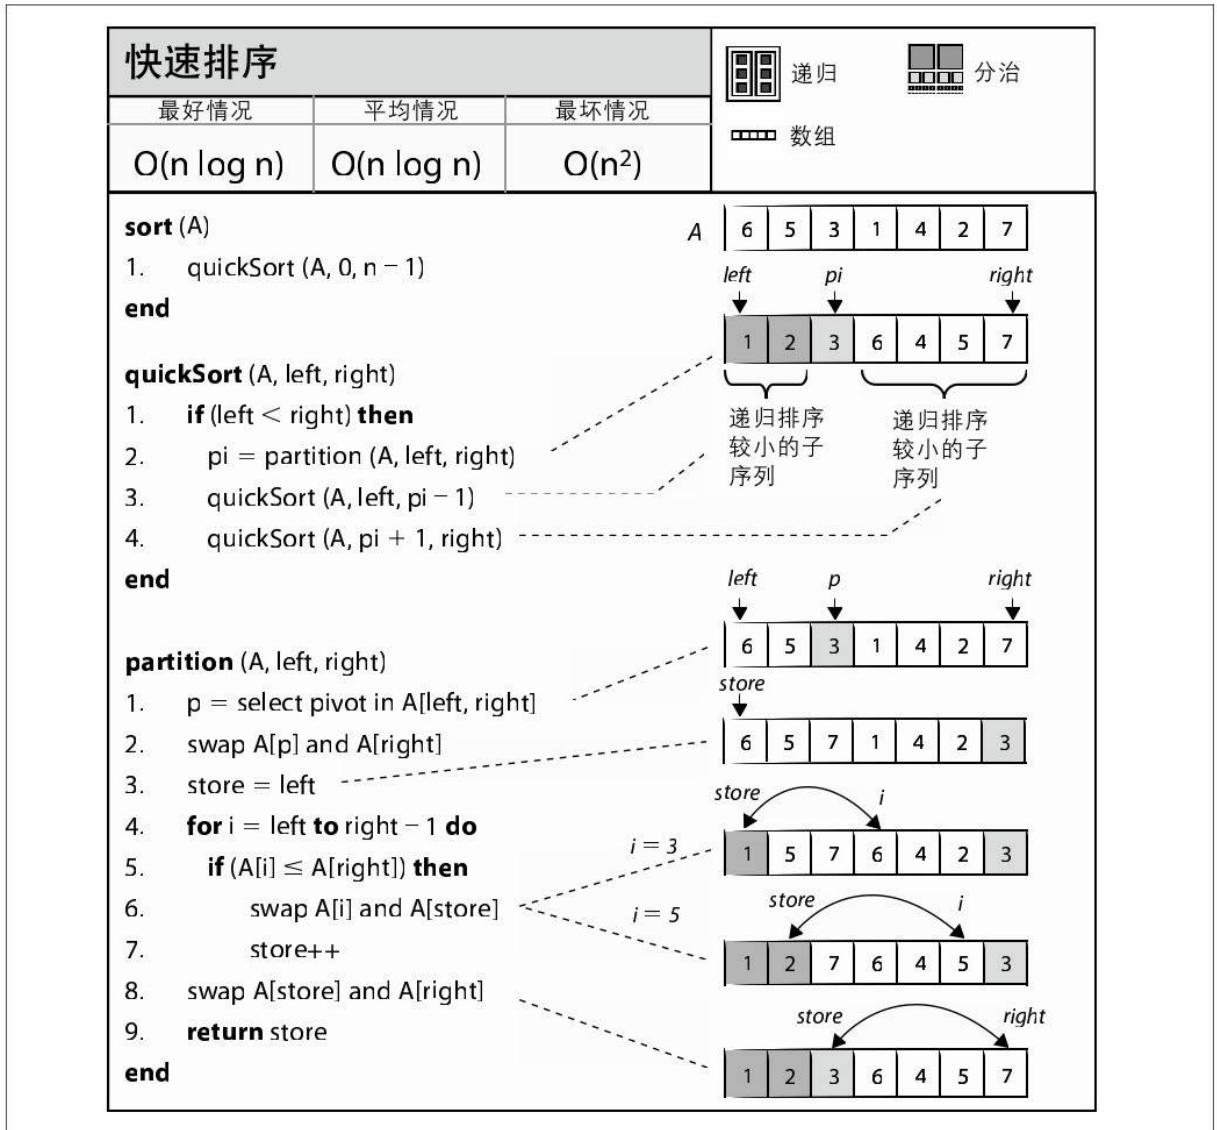 快速排序
最好情况 平均情况 最坏情况
O(n log n) O(n log n) O(n²)
递归 分治
数组
sort (A)
1. quickSort (A, 0, n − 1)
end
quickSort (A, left, right)
1. if (left < right) then
2. pi = partition (A, left, right)
3. quickSort (A, left, pi − 1)
4. quickSort (A, pi + 1, right)
end
partition (A, left, right)
1. p = select pivot in A[left, right]
2. swap A[p] and A[right]
3. store = left
4. for i = left to right − 1 do
5. if (A[i] ≤ A[right]) then
6. swap A[i] and A[store]
7. store++
8. swap A[store] and A[right]
9. return store
end
A 6 5 3 1 4 2 7
left pi right
1 2 3 6 4 5 7
递归排序
较小的子
序列
递归排序
较小的子
序列
left p right
6 5 3 1 4 2 7
store
6 5 7 1 4 2 3
store i
i = 3
1 5 7 6 4 2 3
store i
i = 5
1 2 7 6 4 5 3
store right
1 2 3 6 4 5 7